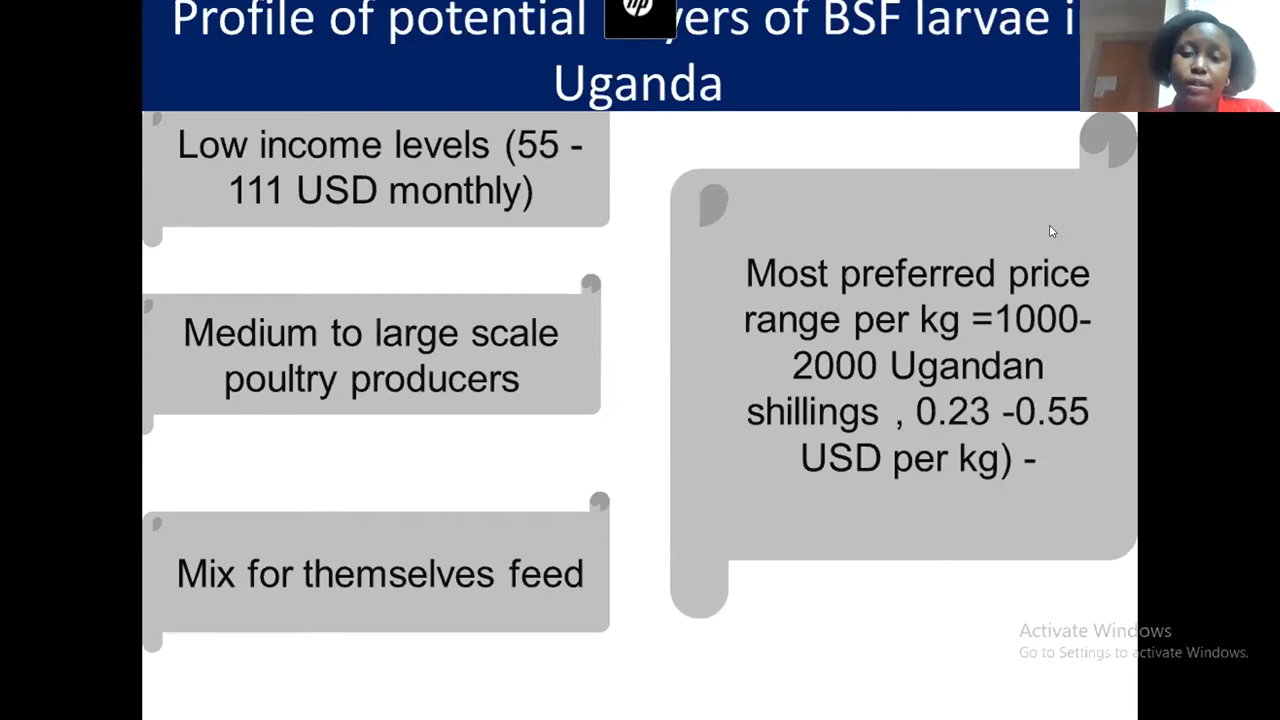 Profile of potential yers of BSF larvae i
Uganda
Low income levels (55 -
111 USD monthly)
Medium to large scale
poultry producers
Mix for themselves feed
Most preferred price
range per kg =1000-
2000 Ugandan
shillings , 0.23 -0.55
USD per kg) -
hp
Activate Windows
Go to Settings to activate Windows.